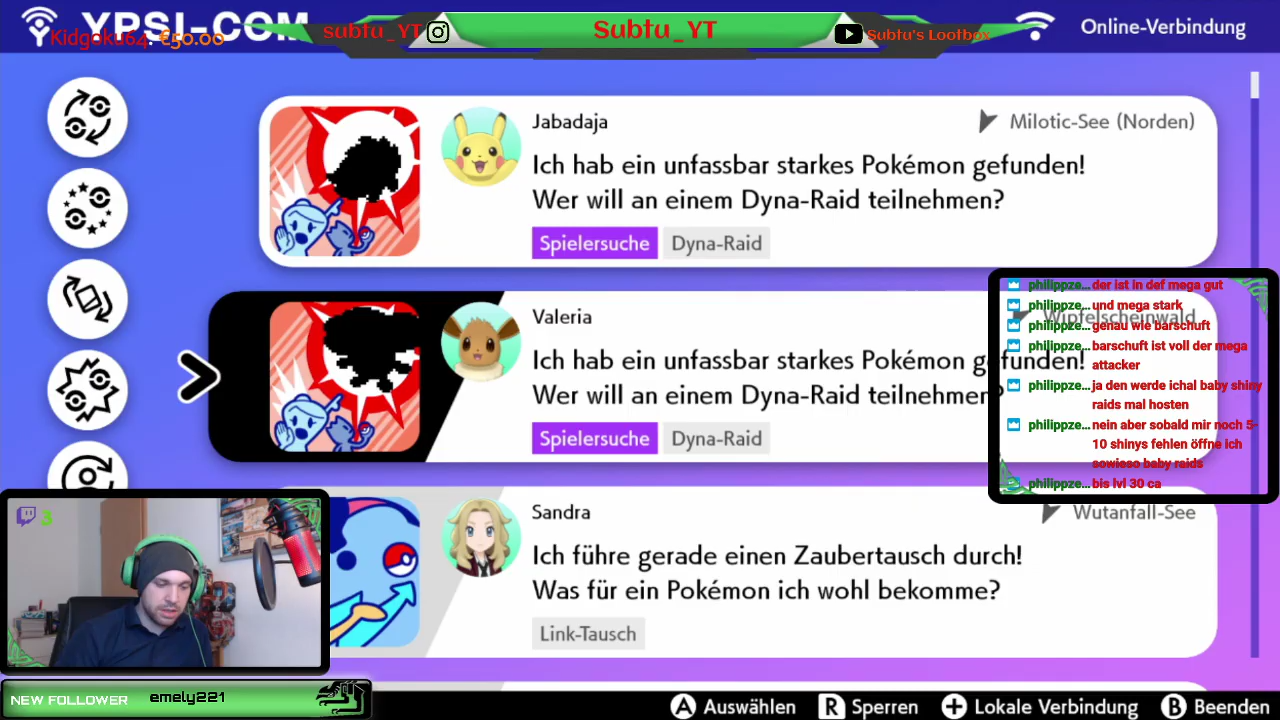 YPSI-COM
Kidgoku64: €50.00
subtu_YT
Subtu_YT
Subtu's Lootbox
Online-Verbindung
Jabadaja
Milotic-See (Norden)
Ich hab ein unfassbar starkes Pokémon gefunden!
Wer will an einem Dyna-Raid teilnehmen?
Spielersuche Dyna-Raid
Valeria
Wipfelscheinwald
Ich hab ein unfassbar starkes Pokémon gefunden!
Wer will an einem Dyna-Raid teilnehmen?
Spielersuche Dyna-Raid
philippze... der ist in def mega gut
philippze... und mega stark
philippze... genau wie barschuft
philippze... barschuft ist voll der mega
attacker
philippze... ja den werde ichal baby shiny
raids mal hosten
philippze... nein aber sobald mir noch 5-
10 shinys fehlen öffne ich
sowieso baby raids
philippze... bis lvl 30 ca
Sandra
Wutanfall-See
Ich führe gerade einen Zaubertausch durch!
Was für ein Pokémon ich wohl bekomme?
Link-Tausch
3
NEW FOLLOWER emely221
A Auswählen R Sperren + Lokale Verbindung B Beenden